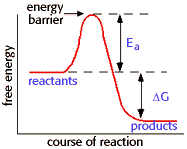 energy
barrier
Ea
reactants
ΔG
products
free energy
course of reaction